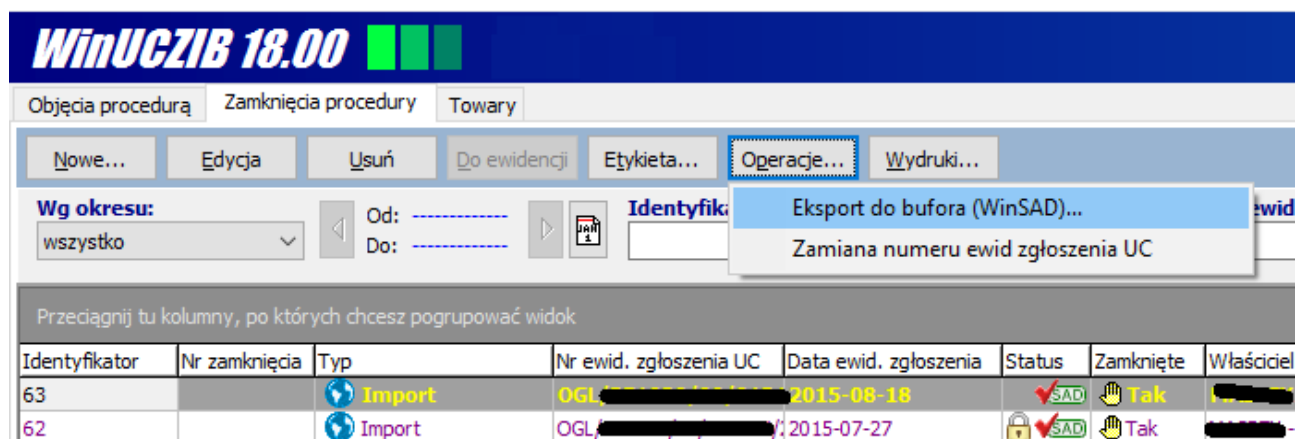 WinUCZIB 18.00
Objęcia procedurą Zamknięcia procedury Towary
Nowe... Edycja Usuń Do ewidencji Etykieta... Operacje... Wydruki...
Wg okresu: Od: ------------- Identyfika
wszystko Do: -------------
JAN
1
Eksport do bufora (WinSAD)...
Zamiana numeru ewid zgłoszenia UC
ewid
Przeciągnij tu kolumny, po których chcesz pogrupować widok
Identyfikator Nr zamknięcia Typ Nr ewid. zgłoszenia UC Data ewid. zgłoszenia Status Zamknięte Właściciel
63 Import OGL 2015-08-18 SAD Tak
62 Import OGL/ 2015-07-27 SAD Tak